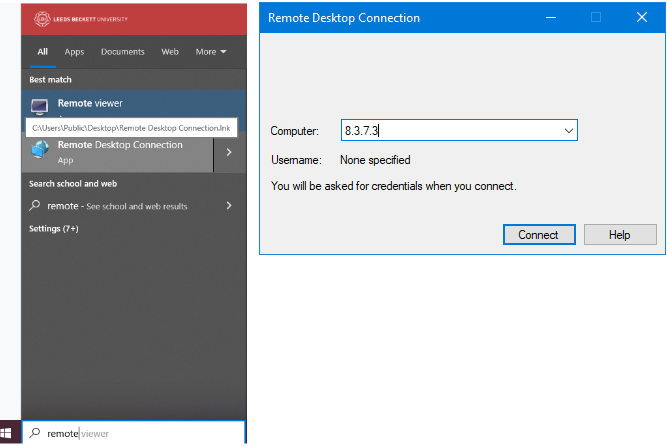 LEEDS BECKETT UNIVERSITY
All Apps Documents Web More
Best match
Remote viewer
C:\Users\Public\Desktop\Remote Desktop Connection.lnk
Remote Desktop Connection
App
Search school and web
remote - See school and web results
Settings (7+)
remote viewer
Remote Desktop Connection
Computer: 8.3.7.3
Username: None specified
You will be asked for credentials when you connect.
Connect Help